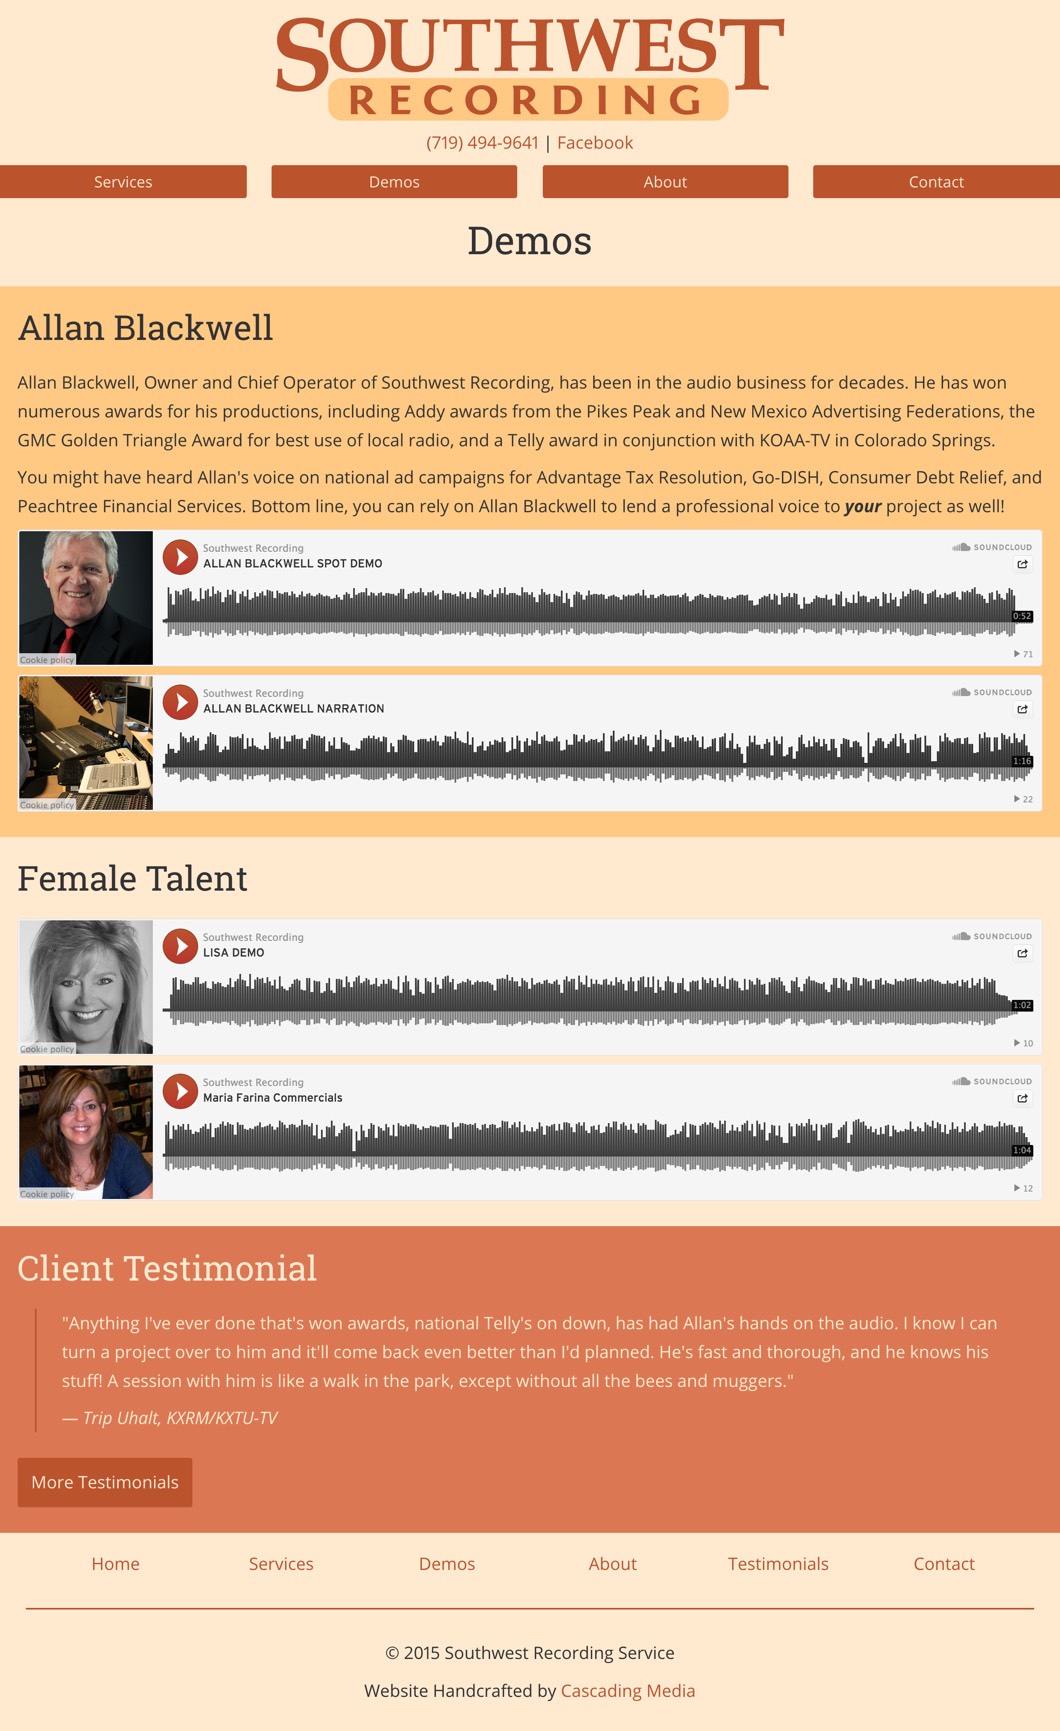 SOUTHWEST
RECORDING
(719) 494-9641 | Facebook
Services Demos About Contact
Demos
Allan Blackwell
Allan Blackwell, Owner and Chief Operator of Southwest Recording, has been in the audio business for decades. He has won
numerous awards for his productions, including Addy awards from the Pikes Peak and New Mexico Advertising Federations, the
GMC Golden Triangle Award for best use of local radio, and a Telly award in conjunction with KOAA-TV in Colorado Springs.
You might have heard Allan's voice on national ad campaigns for Advantage Tax Resolution, Go-DISH, Consumer Debt Relief, and
Peachtree Financial Services. Bottom line, you can rely on Allan Blackwell to lend a professional voice to your project as well!
Southwest Recording SOUNDCLOUD
ALLAN BLACKWELL SPOT DEMO
0:52
71
Cookie policy
Southwest Recording SOUNDCLOUD
ALLAN BLACKWELL NARRATION
1:16
22
Cookie policy
Female Talent
Southwest Recording SOUNDCLOUD
LISA DEMO
1:02
10
Cookie policy
Southwest Recording SOUNDCLOUD
Maria Farina Commercials
1:04
12
Cookie policy
Client Testimonial
"Anything I've ever done that's won awards, national Telly's on down, has had Allan's hands on the audio. I know I can
turn a project over to him and it'll come back even better than I'd planned. He's fast and thorough, and he knows his
stuff! A session with him is like a walk in the park, except without all the bees and muggers."
— Trip Uhalt, KXRM/KXTU-TV
More Testimonials
Home Services Demos About Testimonials Contact
© 2015 Southwest Recording Service
Website Handcrafted by Cascading Media